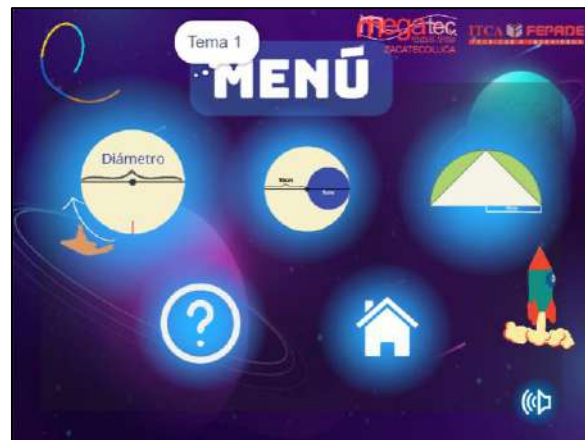 Tema 1
megatec
ZACATECOLUCA
ITCA FEPADE
MENÚ
Diámetro
?